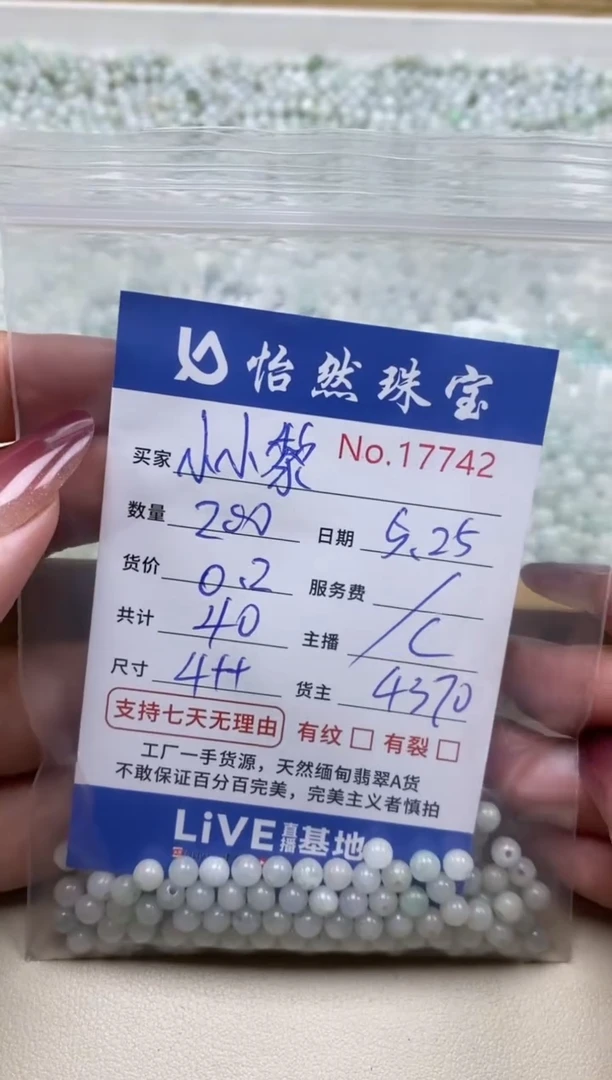 怡然珠宝
买家 小小黎 No.17742
数量 200 日期 5.25
货价 0.2 服务费 /
共计 40 主播 C
尺寸 4++ 货主 4370
支持七天无理由 有纹 □ 有裂 □
工厂一手货源，天然缅甸翡翠A货
不敢保证百分百完美，完美主义者慎拍
LiVE直播基地